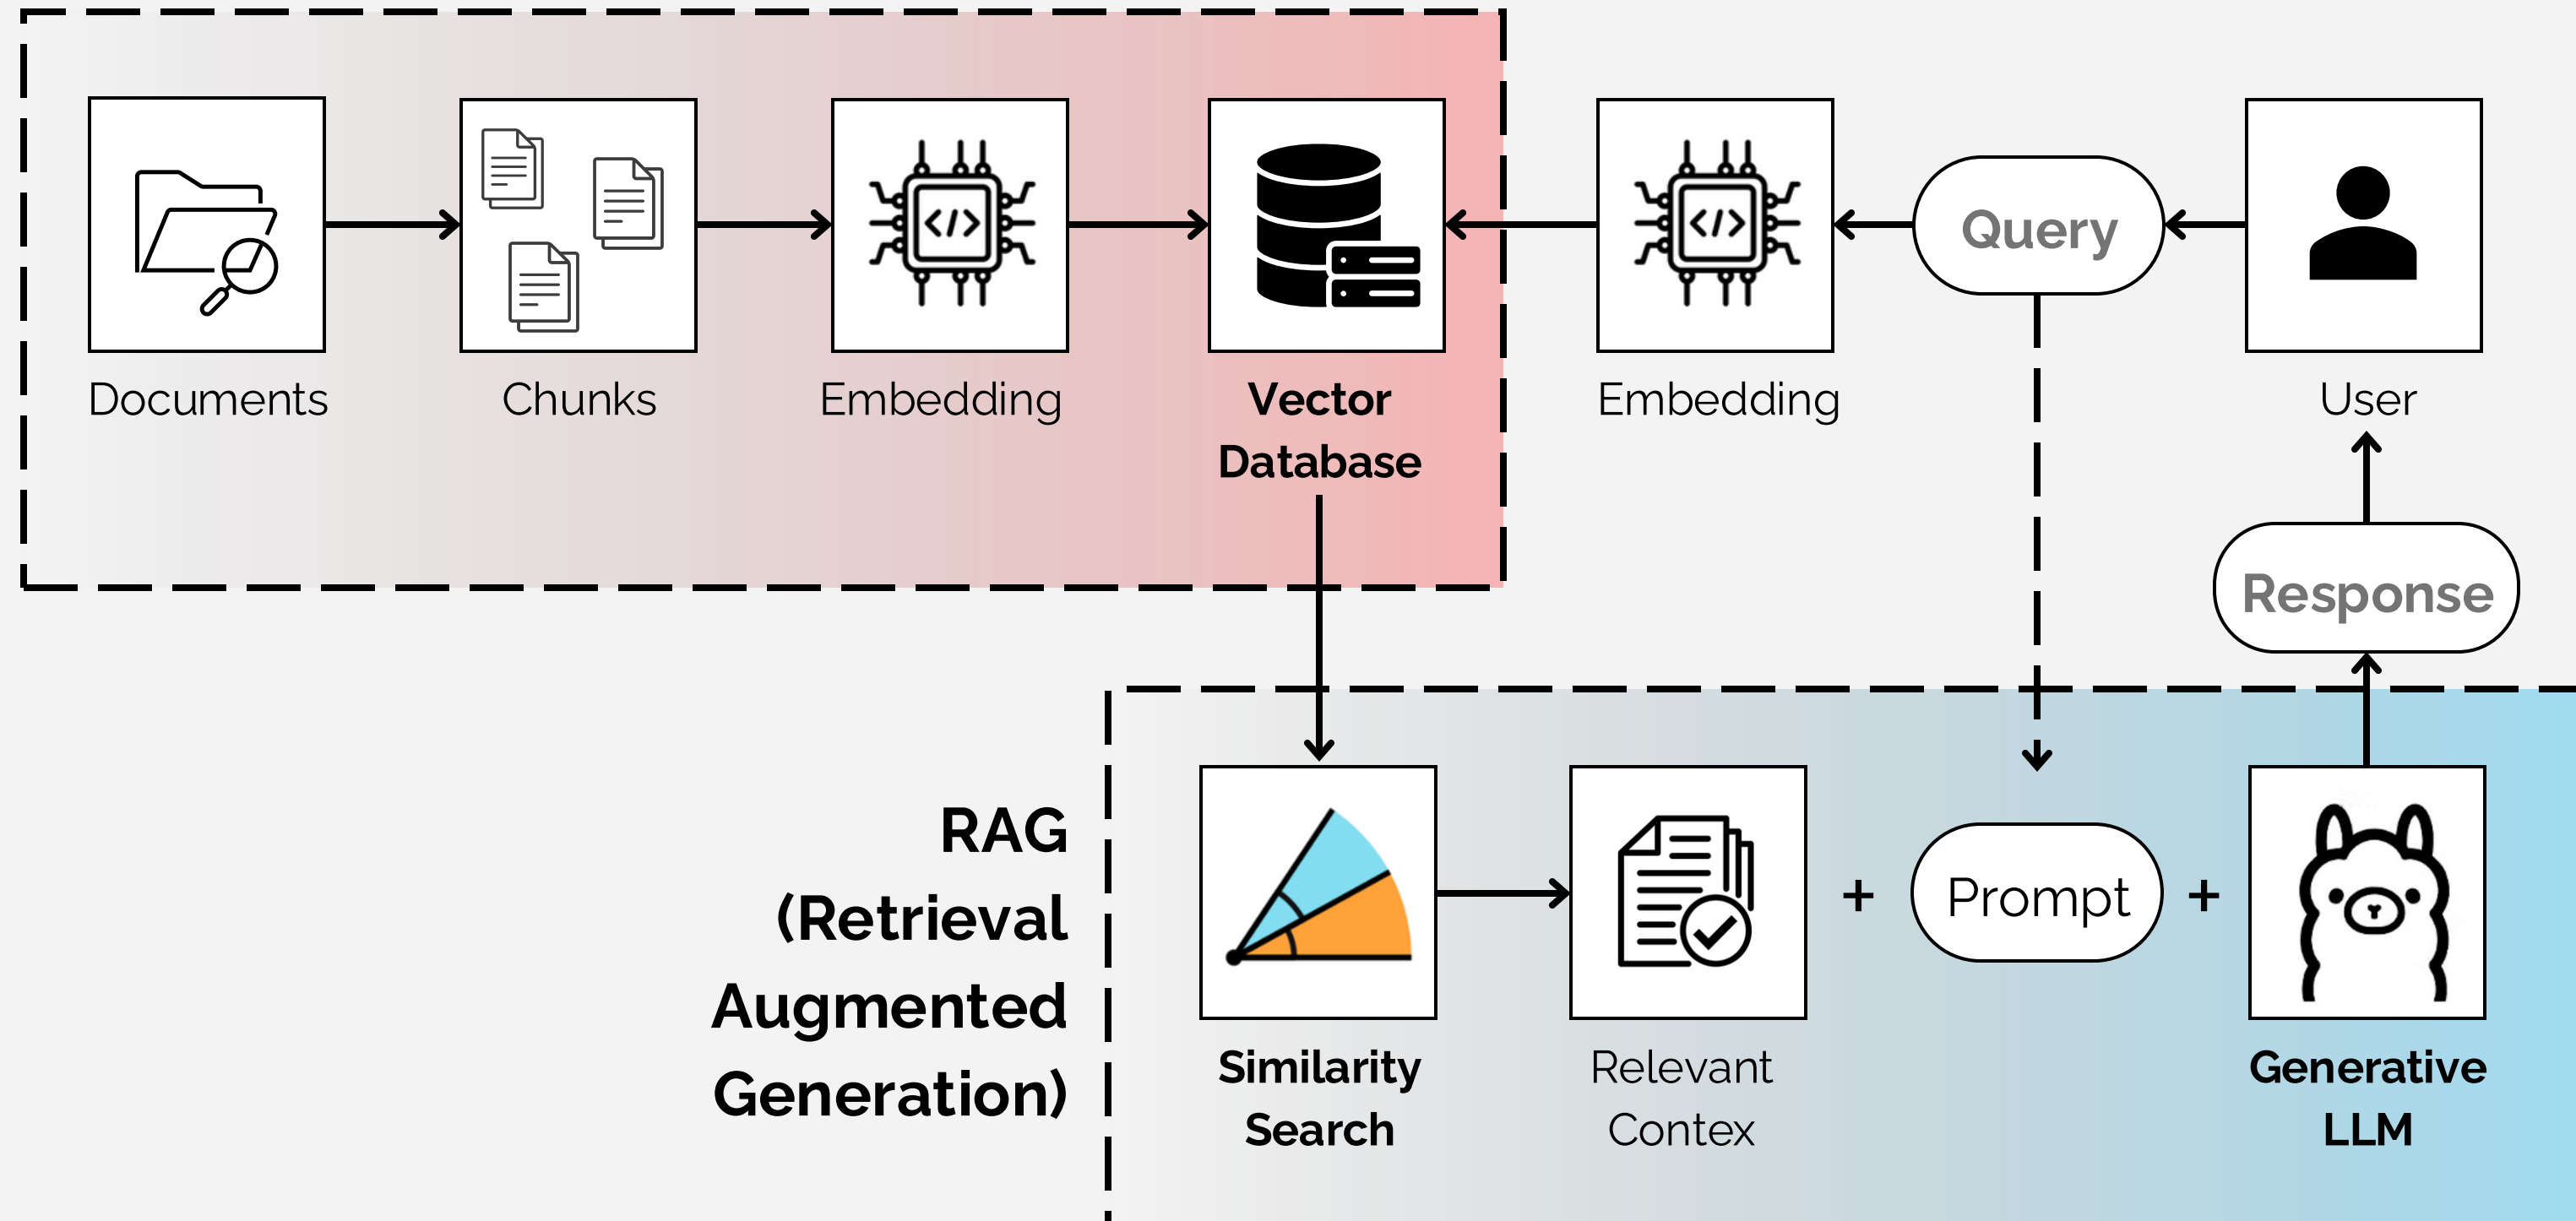 Documents
Chunks
Embedding
Vector
Database
Embedding
Query
User
Response
RAG
(Retrieval
Augmented
Generation)
Similarity
Search
Relevant
Contex
+
Prompt
+
Generative
LLM